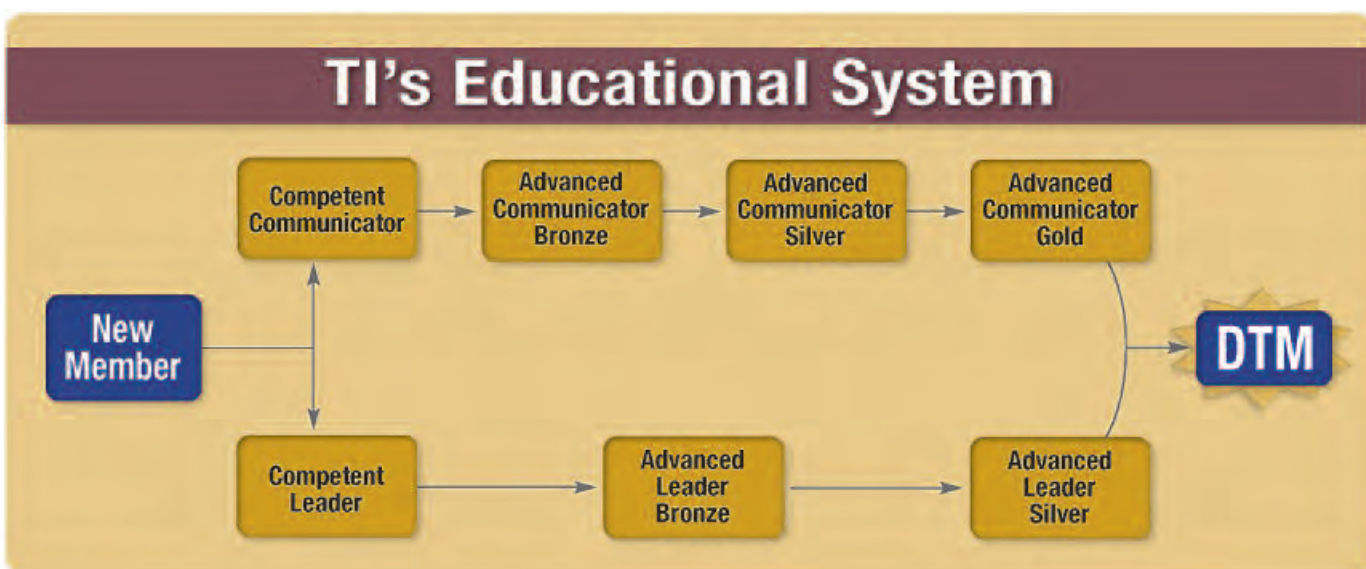 TI's Educational System
Competent
Communicator
Advanced
Communicator
Bronze
Advanced
Communicator
Silver
Advanced
Communicator
Gold
New
Member
DTM
Competent
Leader
Advanced
Leader
Bronze
Advanced
Leader
Silver